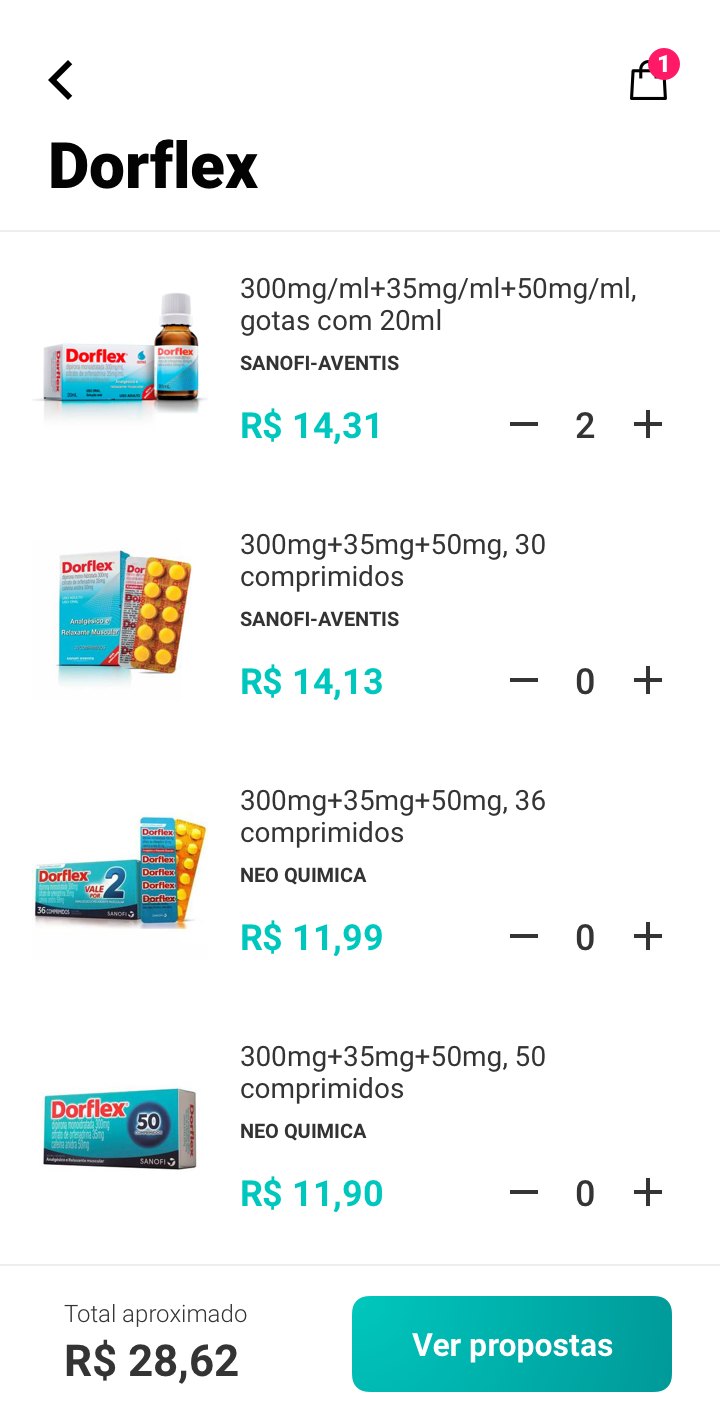 1
Dorflex
300mg/ml+35mg/ml+50mg/ml,
gotas com 20ml
SANOFI-AVENTIS
R$ 14,31
2
Dorflex
Dorflex
Dorflex
300mg+35mg+50mg, 30
comprimidos
SANOFI-AVENTIS
R$ 14,13
0
Dorflex
Analgésico e
Relaxante Muscular
300mg+35mg+50mg, 36
comprimidos
NEO QUIMICA
R$ 11,99
0
Dorflex
VALE
POR
2
36 COMPRIMIDOS
SANOFI
Dorflex
Dorflex
Dorflex
Dorflex
300mg+35mg+50mg, 50
comprimidos
NEO QUIMICA
R$ 11,90
0
Dorflex
50
SANOFI
Dorflex
Total aproximado
R$ 28,62
Ver propostas